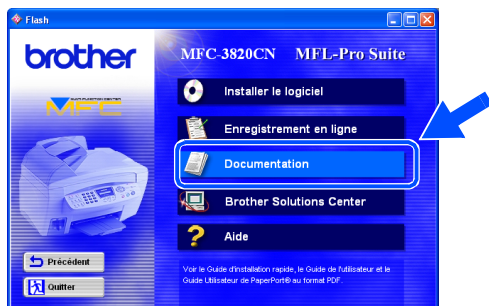 Flash
brother
MFC-3820CN MFL-Pro Suite
MFC
Installer le logiciel
Enregistrement en ligne
Documentation
Brother Solutions Center
Aide
Précédent
Quitter
Voir le Guide d'installation rapide, le Guide de l'utilisateur et le
Guide Utilisateur de PaperPort® au format PDF.